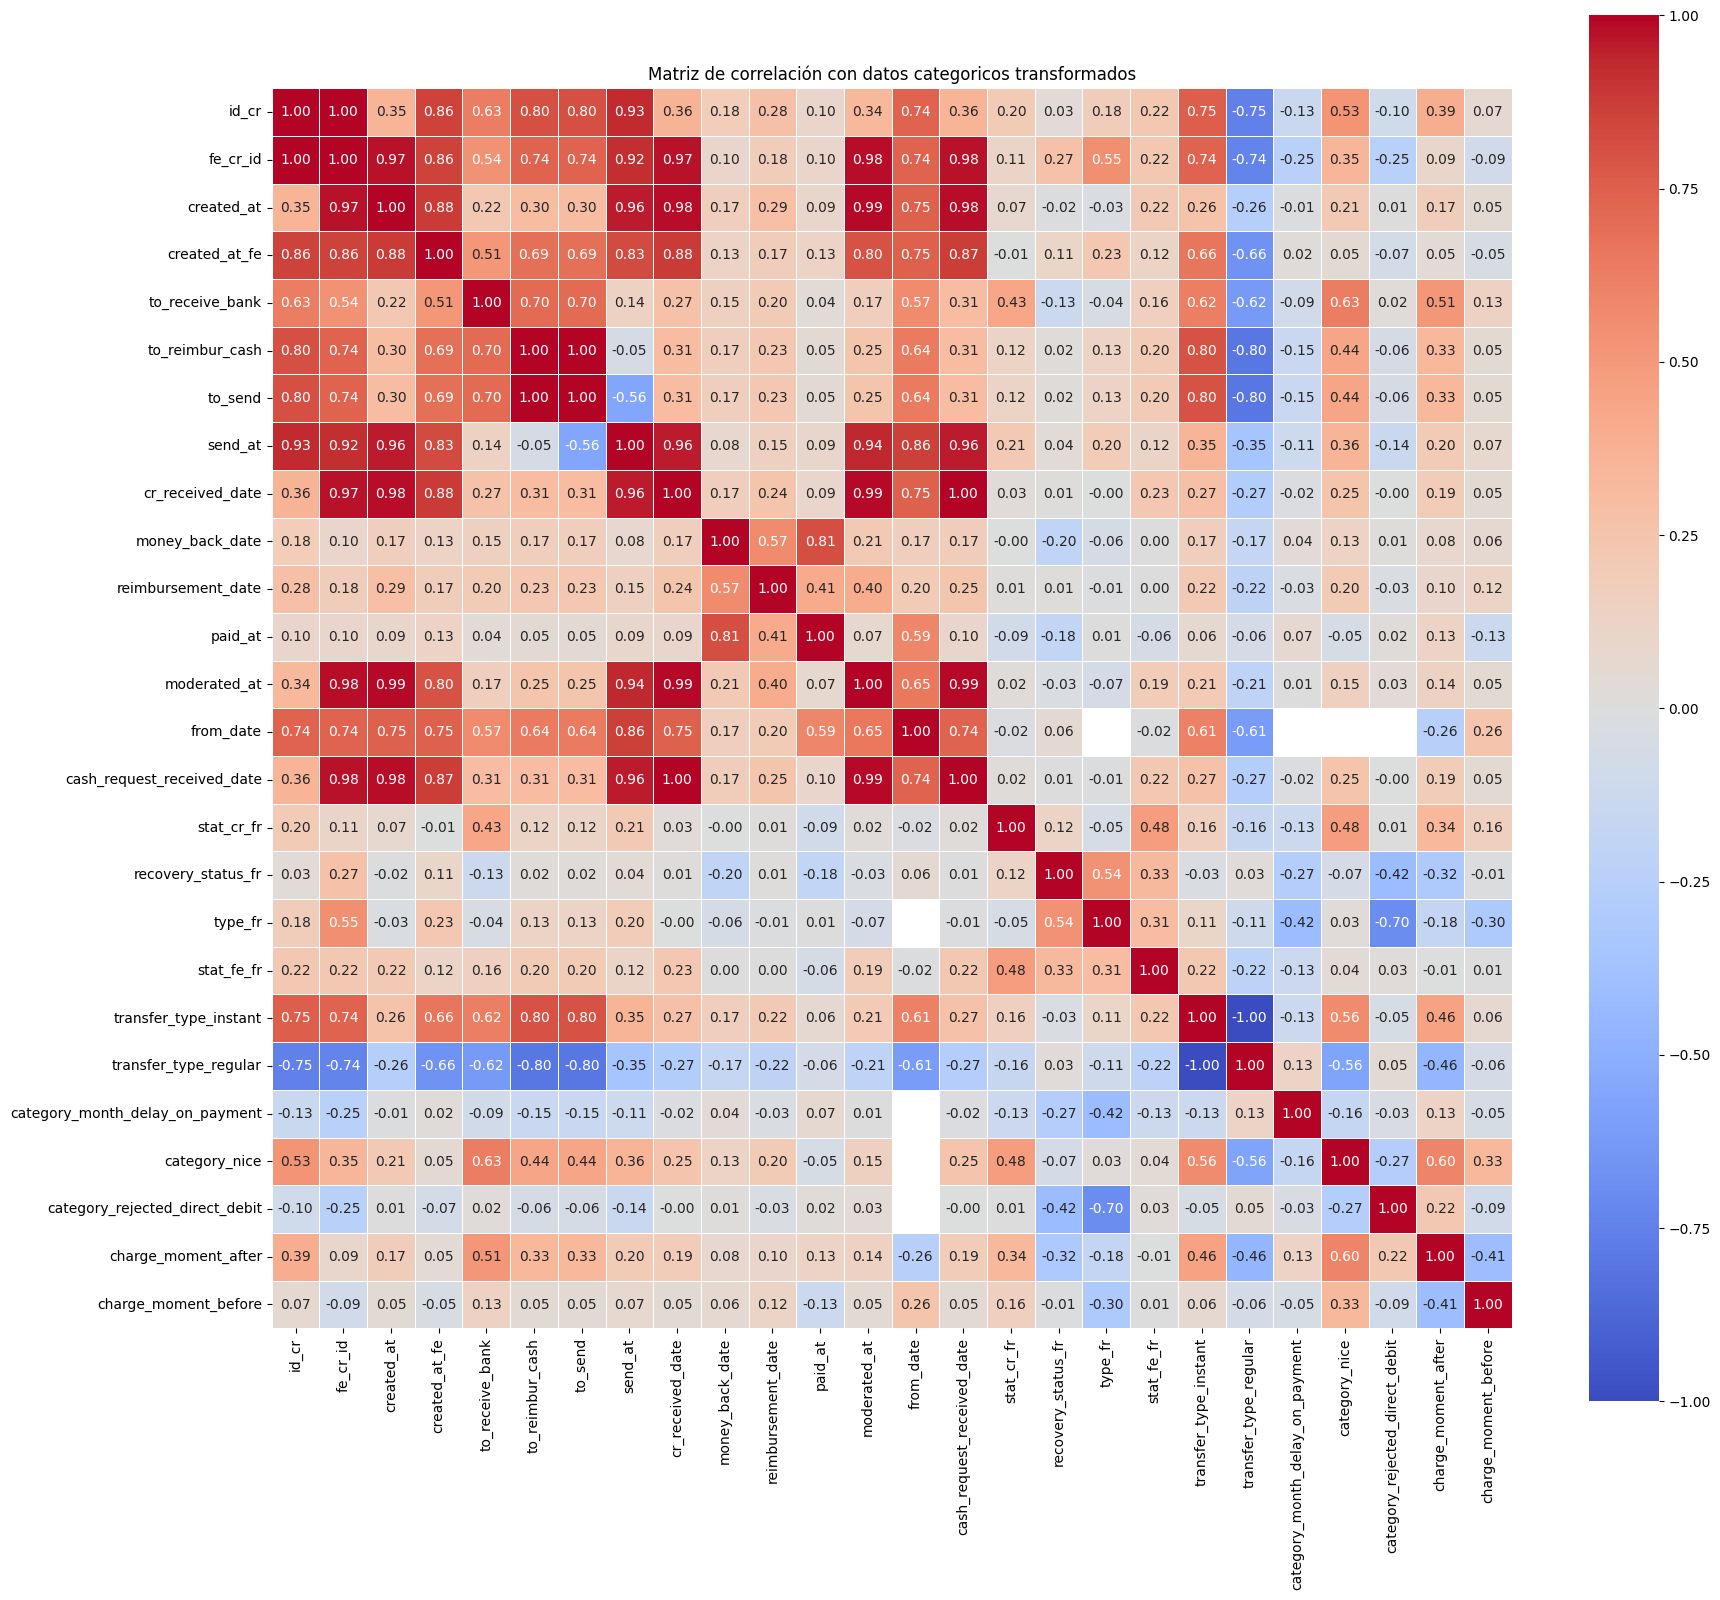 Matriz de correlación con datos categoricos transformados
id_cr 1.00 1.00 0.35 0.86 0.63 0.80 0.80 0.93 0.36 0.18 0.28 0.10 0.34 0.74 0.36 0.20 0.03 0.18 0.22 0.75 -0.75 -0.13 0.53 -0.10 0.39 0.07
fe_cr_id 1.00 1.00 0.97 0.86 0.54 0.74 0.74 0.92 0.97 0.10 0.18 0.10 0.98 0.74 0.98 0.11 0.27 0.55 0.22 0.74 -0.74 -0.25 0.35 -0.25 0.09 -0.09
created_at 0.35 0.97 1.00 0.88 0.22 0.30 0.30 0.96 0.98 0.17 0.29 0.09 0.99 0.75 0.98 0.07 -0.02 -0.03 0.22 0.26 -0.26 -0.01 0.21 0.01 0.17 0.05
created_at_fe 0.86 0.86 0.88 1.00 0.51 0.69 0.69 0.83 0.88 0.13 0.17 0.13 0.80 0.75 0.87 -0.01 0.11 0.23 0.12 0.66 -0.66 0.02 0.05 -0.07 0.05 -0.05
to_receive_bank 0.63 0.54 0.22 0.51 1.00 0.70 0.70 0.14 0.27 0.15 0.20 0.04 0.17 0.57 0.31 0.43 -0.13 -0.04 0.16 0.62 -0.62 -0.09 0.63 0.02 0.51 0.13
to_reimbur_cash 0.80 0.74 0.30 0.69 0.70 1.00 1.00 -0.05 0.31 0.17 0.23 0.05 0.25 0.64 0.31 0.12 0.02 0.13 0.20 0.80 -0.80 -0.15 0.44 -0.06 0.33 0.05
to_send 0.80 0.74 0.30 0.69 0.70 1.00 1.00 -0.56 0.31 0.17 0.23 0.05 0.25 0.64 0.31 0.12 0.02 0.13 0.20 0.80 -0.80 -0.15 0.44 -0.06 0.33 0.05
send_at 0.93 0.92 0.96 0.83 0.14 -0.05 -0.56 1.00 0.96 0.08 0.15 0.09 0.94 0.86 0.96 0.21 0.04 0.20 0.12 0.35 -0.35 -0.11 0.36 -0.14 0.20 0.07
cr_received_date 0.36 0.97 0.98 0.88 0.27 0.31 0.31 0.96 1.00 0.17 0.24 0.09 0.99 0.75 1.00 0.03 0.01 -0.00 0.23 0.27 -0.27 -0.02 0.25 -0.00 0.19 0.05
money_back_date 0.18 0.10 0.17 0.13 0.15 0.17 0.17 0.08 0.17 1.00 0.57 0.81 0.21 0.17 0.17 -0.00 -0.20 -0.06 0.00 0.17 -0.17 0.04 0.13 0.01 0.08 0.06
reimbursement_date 0.28 0.18 0.29 0.17 0.20 0.23 0.23 0.15 0.24 0.57 1.00 0.41 0.40 0.20 0.25 0.01 0.01 -0.01 0.00 0.22 -0.22 -0.03 0.20 -0.03 0.10 0.12
paid_at 0.10 0.10 0.09 0.13 0.04 0.05 0.05 0.09 0.09 0.81 0.41 1.00 0.07 0.59 0.10 -0.09 -0.18 0.01 -0.06 0.06 -0.06 0.07 -0.05 0.02 0.13 -0.13
moderated_at 0.34 0.98 0.99 0.80 0.17 0.25 0.25 0.94 0.99 0.21 0.40 0.07 1.00 0.65 0.99 0.02 -0.03 -0.07 0.19 0.21 -0.21 0.01 0.15 0.03 0.14 0.05
from_date 0.74 0.74 0.75 0.75 0.57 0.64 0.64 0.86 0.75 0.17 0.20 0.59 0.65 1.00 0.74 -0.02 0.06 -0.02 0.61 -0.61 -0.26 0.26
cash_request_received_date 0.36 0.98 0.98 0.87 0.31 0.31 0.31 0.96 1.00 0.17 0.25 0.10 0.99 0.74 1.00 0.02 0.01 -0.01 0.22 0.27 -0.27 -0.02 0.25 -0.00 0.19 0.05
stat_cr_fr 0.20 0.11 0.07 -0.01 0.43 0.12 0.12 0.21 0.03 -0.00 0.01 -0.09 0.02 -0.02 0.02 1.00 0.12 -0.05 0.48 0.16 -0.16 -0.13 0.48 0.01 0.34 0.16
recovery_status_fr 0.03 0.27 -0.02 0.11 -0.13 0.02 0.02 0.04 0.01 -0.20 0.01 -0.18 -0.03 0.06 0.01 0.12 1.00 0.54 0.33 -0.03 0.03 -0.27 -0.07 -0.42 -0.32 -0.01
type_fr 0.18 0.55 -0.03 0.23 -0.04 0.13 0.13 0.20 -0.00 -0.06 -0.01 0.01 -0.07 -0.01 -0.05 0.54 1.00 0.31 0.11 -0.11 -0.42 0.03 -0.70 -0.18 -0.30
stat_fe_fr 0.22 0.22 0.22 0.12 0.16 0.20 0.20 0.12 0.23 0.00 0.00 -0.06 0.19 -0.02 0.22 0.48 0.33 0.31 1.00 0.22 -0.22 -0.13 0.04 0.03 -0.01 0.01
transfer_type_instant 0.75 0.74 0.26 0.66 0.62 0.80 0.80 0.35 0.27 0.17 0.22 0.06 0.21 0.61 0.27 0.16 -0.03 0.11 0.22 1.00 -1.00 -0.13 0.56 -0.05 0.46 0.06
transfer_type_regular -0.75 -0.74 -0.26 -0.66 -0.62 -0.80 -0.80 -0.35 -0.27 -0.17 -0.22 -0.06 -0.21 -0.61 -0.27 -0.16 0.03 -0.11 -0.22 -1.00 1.00 0.13 -0.56 0.05 -0.46 -0.06
category_month_delay_on_payment -0.13 -0.25 -0.01 0.02 -0.09 -0.15 -0.15 -0.11 -0.02 0.04 -0.03 0.07 0.01 -0.02 -0.13 -0.27 -0.42 -0.13 -0.13 0.13 1.00 -0.16 -0.03 0.13 -0.05
category_nice 0.53 0.35 0.21 0.05 0.63 0.44 0.44 0.36 0.25 0.13 0.20 -0.05 0.15 0.25 0.48 -0.07 0.03 0.04 0.56 -0.56 -0.16 1.00 -0.27 0.60 0.33
category_rejected_direct_debit -0.10 -0.25 0.01 -0.07 0.02 -0.06 -0.06 -0.14 -0.00 0.01 -0.03 0.02 0.03 -0.00 0.01 -0.42 -0.70 0.03 -0.05 0.05 -0.03 -0.27 1.00 0.22 -0.09
charge_moment_after 0.39 0.09 0.17 0.05 0.51 0.33 0.33 0.20 0.19 0.08 0.10 0.13 0.14 -0.26 0.19 0.34 -0.32 -0.18 -0.01 0.46 -0.46 0.13 0.60 0.22 1.00 -0.41
charge_moment_before 0.07 -0.09 0.05 -0.05 0.13 0.05 0.05 0.07 0.05 0.06 0.12 -0.13 0.05 0.26 0.05 0.16 -0.01 -0.30 0.01 0.06 -0.06 -0.05 0.33 -0.09 -0.41 1.00
id_cr
fe_cr_id
created_at
created_at_fe
to_receive_bank
to_reimbur_cash
to_send
send_at
cr_received_date
money_back_date
reimbursement_date
paid_at
moderated_at
from_date
cash_request_received_date
stat_cr_fr
recovery_status_fr
type_fr
stat_fe_fr
transfer_type_instant
transfer_type_regular
category_month_delay_on_payment
category_nice
category_rejected_direct_debit
charge_moment_after
charge_moment_before
1.00
0.75
0.50
0.25
0.00
−0.25
−0.50
−0.75
−1.00